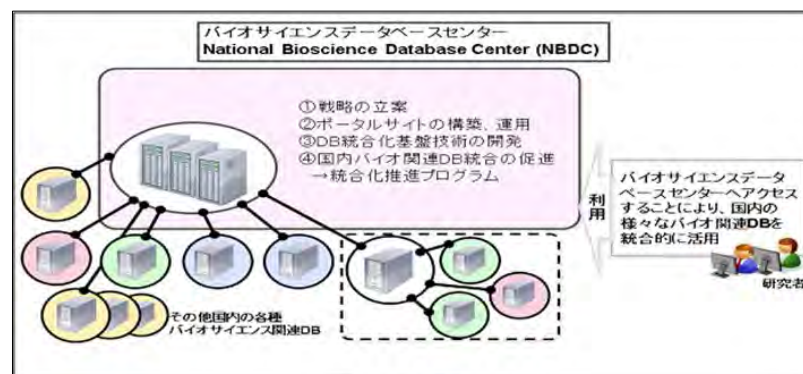 バイオサイエンスデータベースセンター
National Bioscience Database Center (NBDC)
①戦略の立案
②ポータルサイトの構築、運用
③DB統合化基盤技術の開発
④国内バイオ関連DB統合の促進
→統合化推進プログラム
利用
バイオサイエンスデータ
ベースセンターへアクセス
することにより、国内の
様々なバイオ関連DBを
統合的に活用
研究者
その他国内の各種
バイオサイエンス関連DB